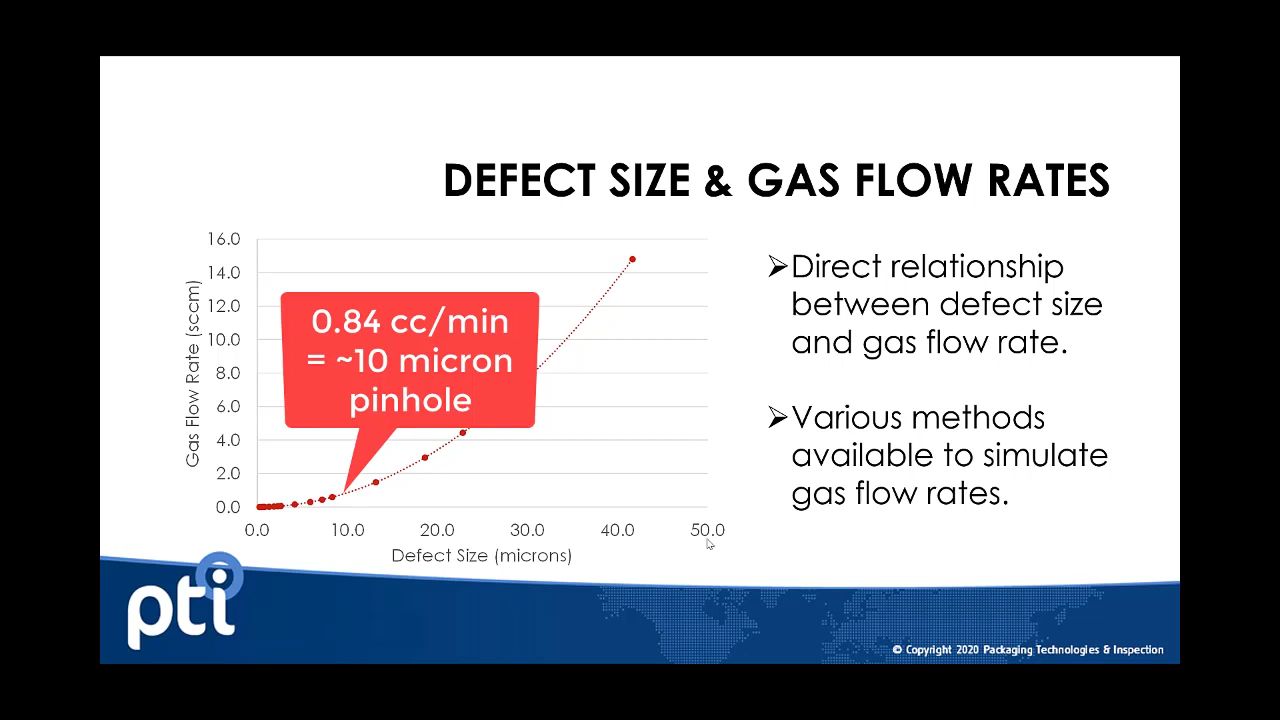 DEFECT SIZE & GAS FLOW RATES
16.0
14.0
12.0
10.0
8.0
6.0
4.0
2.0
0.0
Gas Flow Rate (sccm)
0.84 cc/min
= ~10 micron
pinhole
0.0 10.0 20.0 30.0 40.0 50.0
Defect Size (microns)
➢Direct relationship
between defect size
and gas flow rate.
➢Various methods
available to simulate
gas flow rates.
pti
© Copyright 2020 Packaging Technologies & Inspection